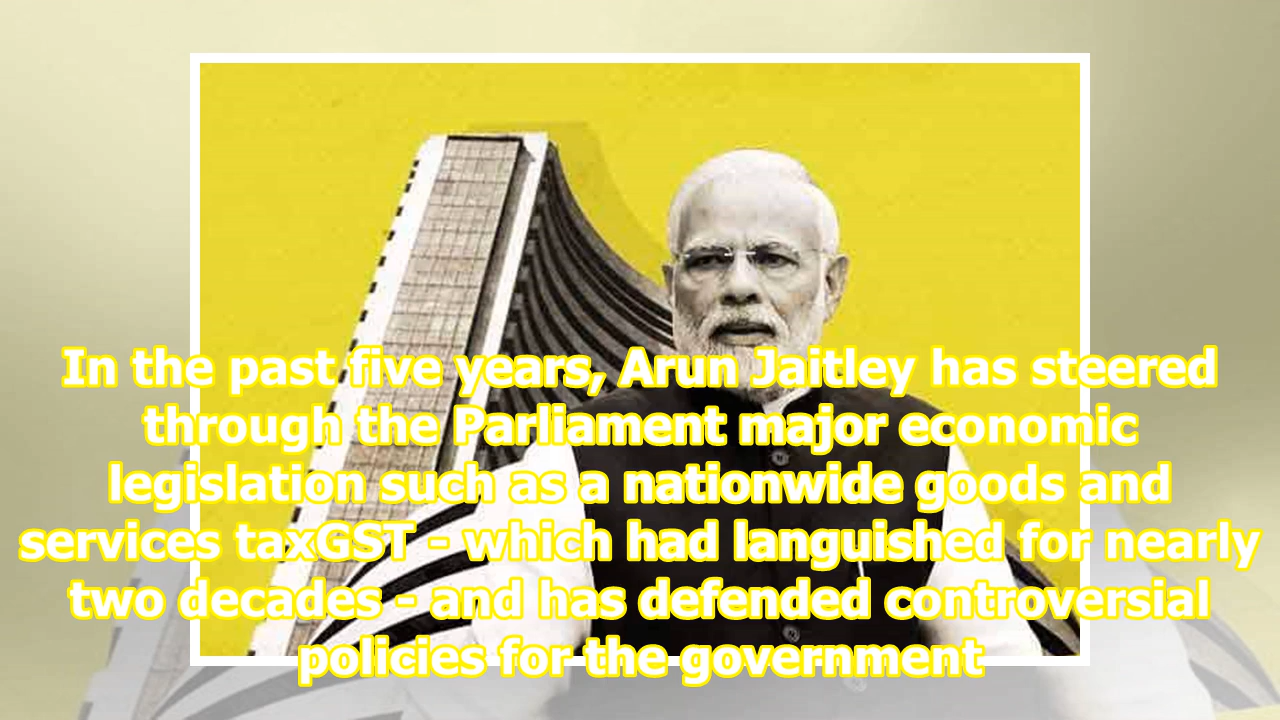 In the past five years, Arun Jaitley has steered
through the Parliament major economic
legislation such as a nationwide goods and
services taxGST - which had languished for nearly
two decades - and has defended controversial
policies for the government